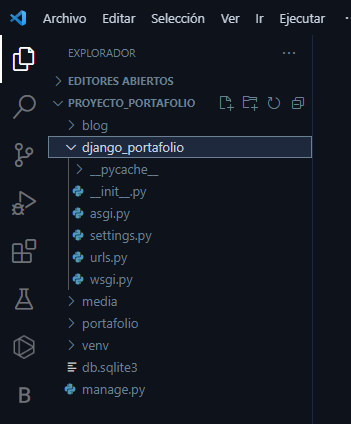 Archivo Editar Selección Ver Ir Ejecutar ···
EXPLORADOR ···
EDITORES ABIERTOS
PROYECTO_PORTAFOLIO
blog
django_portafolio
__pycache__
__init__.py
asgi.py
settings.py
urls.py
wsgi.py
media
portafolio
venv
db.sqlite3
manage.py
B